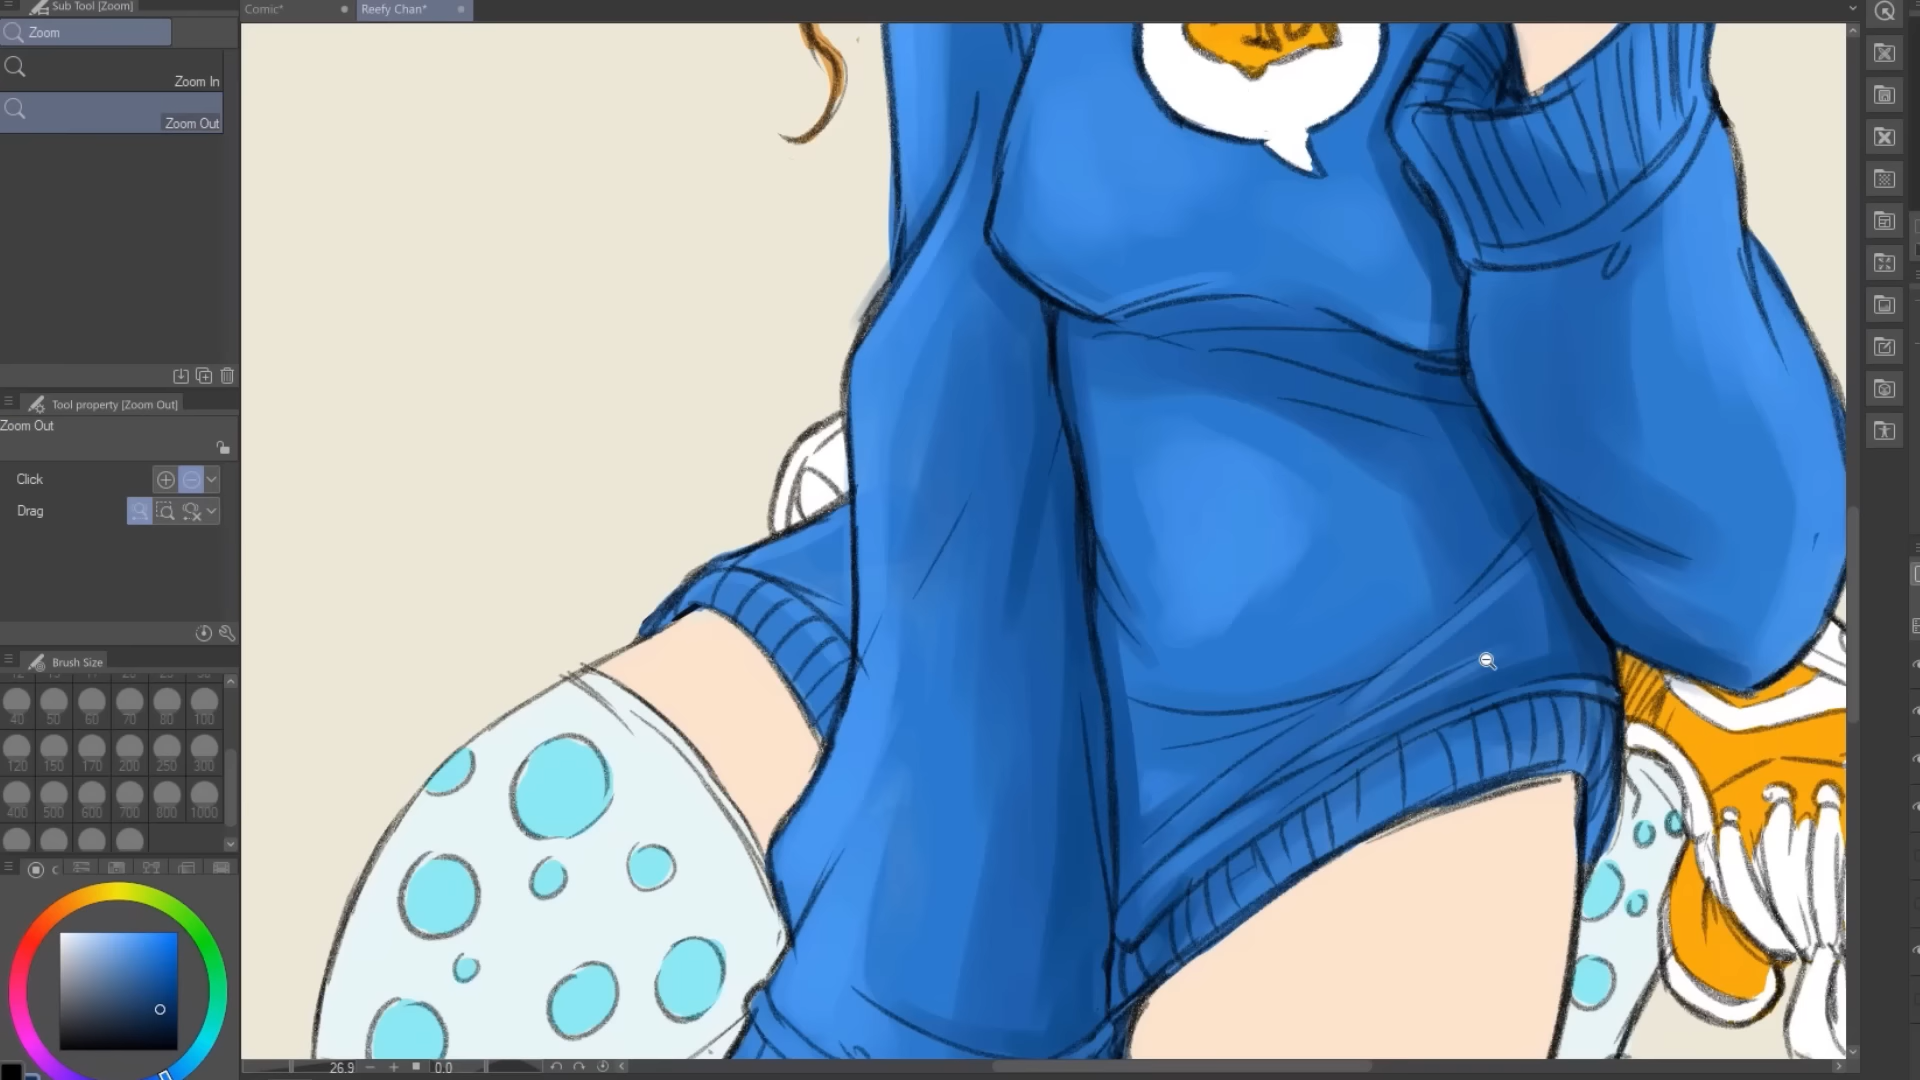 Sub Tool [Zoom]
Comic*
Reefy Chan*
Zoom
Zoom In
Zoom Out
Tool property [Zoom Out]
Zoom Out
Click
Drag
Brush Size
40 50 60 70 80 100
120 150 170 200 250 300
400 500 600 700 800 1000
26.9
0.0